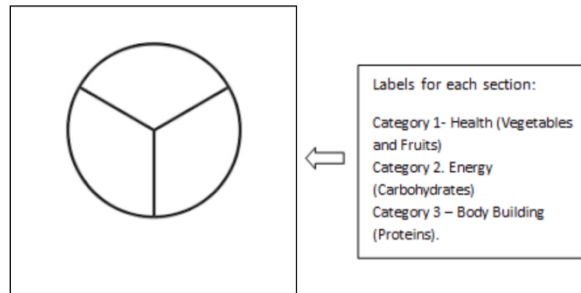 Labels for each section:
Category 1- Health (Vegetables
and Fruits)
Category 2. Energy
(Carbohydrates)
Category 3 – Body Building
(Proteins).